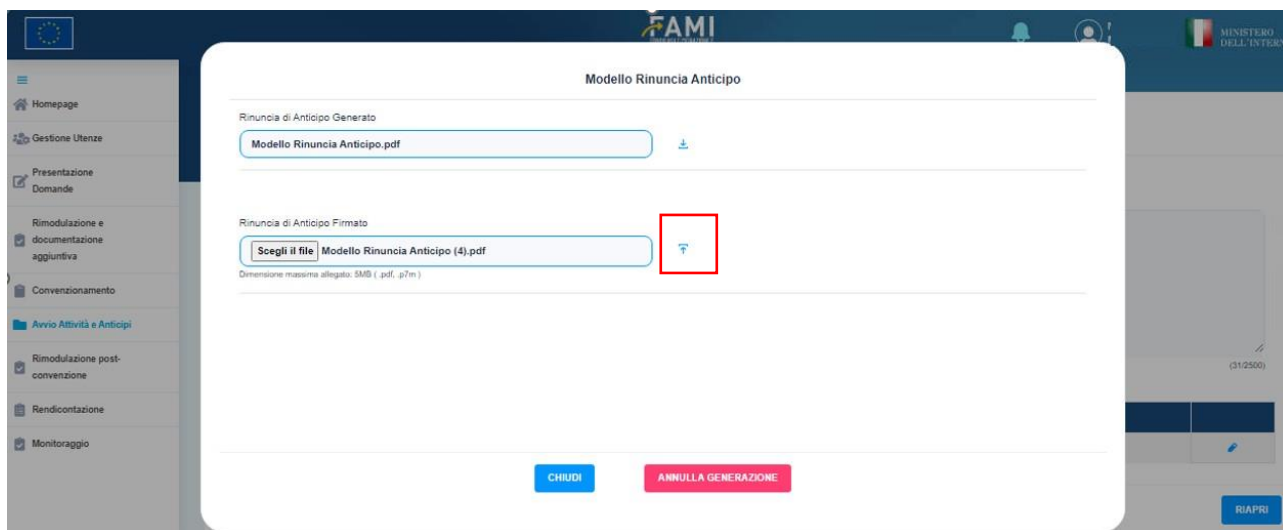 FAMI
MINISTERO
DELL'INTERN
Homepage
Gestione Utenze
Presentazione
Domande
Rimodulazione e
documentazione
aggiuntiva
Convenzionamento
Avvio Attività e Anticipi
Rimodulazione post-
convenzione
Rendicontazione
Monitoraggio
Modello Rinuncia Anticipo
Rinuncia di Anticipo Generato
Modello Rinuncia Anticipo.pdf
Rinuncia di Anticipo Firmato
Scegli il file Modello Rinuncia Anticipo (4).pdf
Dimensione massima allegato: 5MB ( .pdf, .p7m )
CHIUDI
ANNULLA GENERAZIONE
(31/2500)
RIAPRI